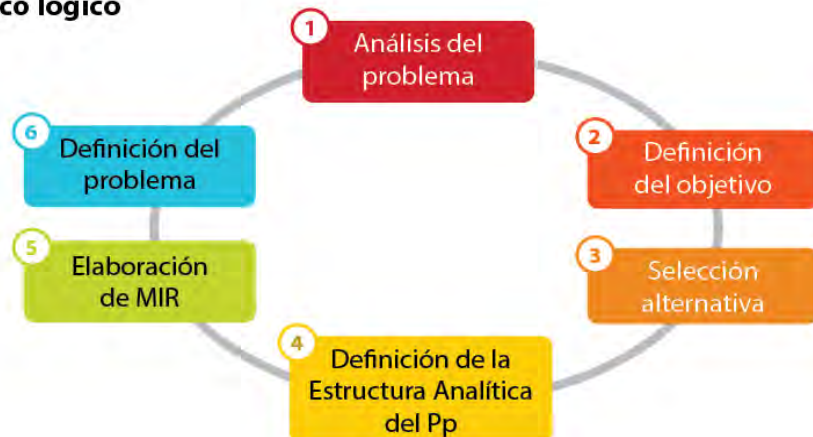 co lógico
1
Análisis del
problema
2
Definición
del objetivo
3
Selección
alternativa
4
Definición de la
Estructura Analítica
del Pp
5
Elaboración
de MIR
6
Definición del
problema